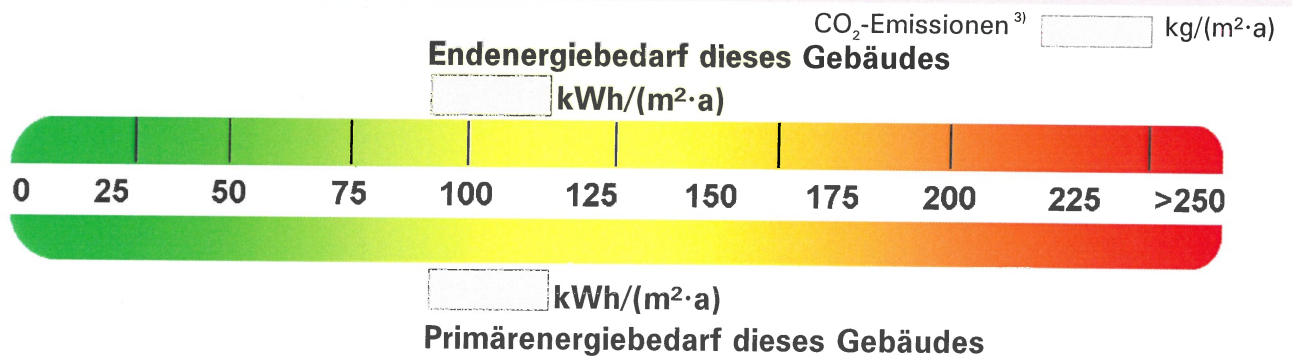 CO₂-Emissionen ³⁾ kg/(m²·a)
Endenergiebedarf dieses Gebäudes
kWh/(m²·a)
0 25 50 75 100 125 150 175 200 225 >250
kWh/(m²·a)
Primärenergiebedarf dieses Gebäudes